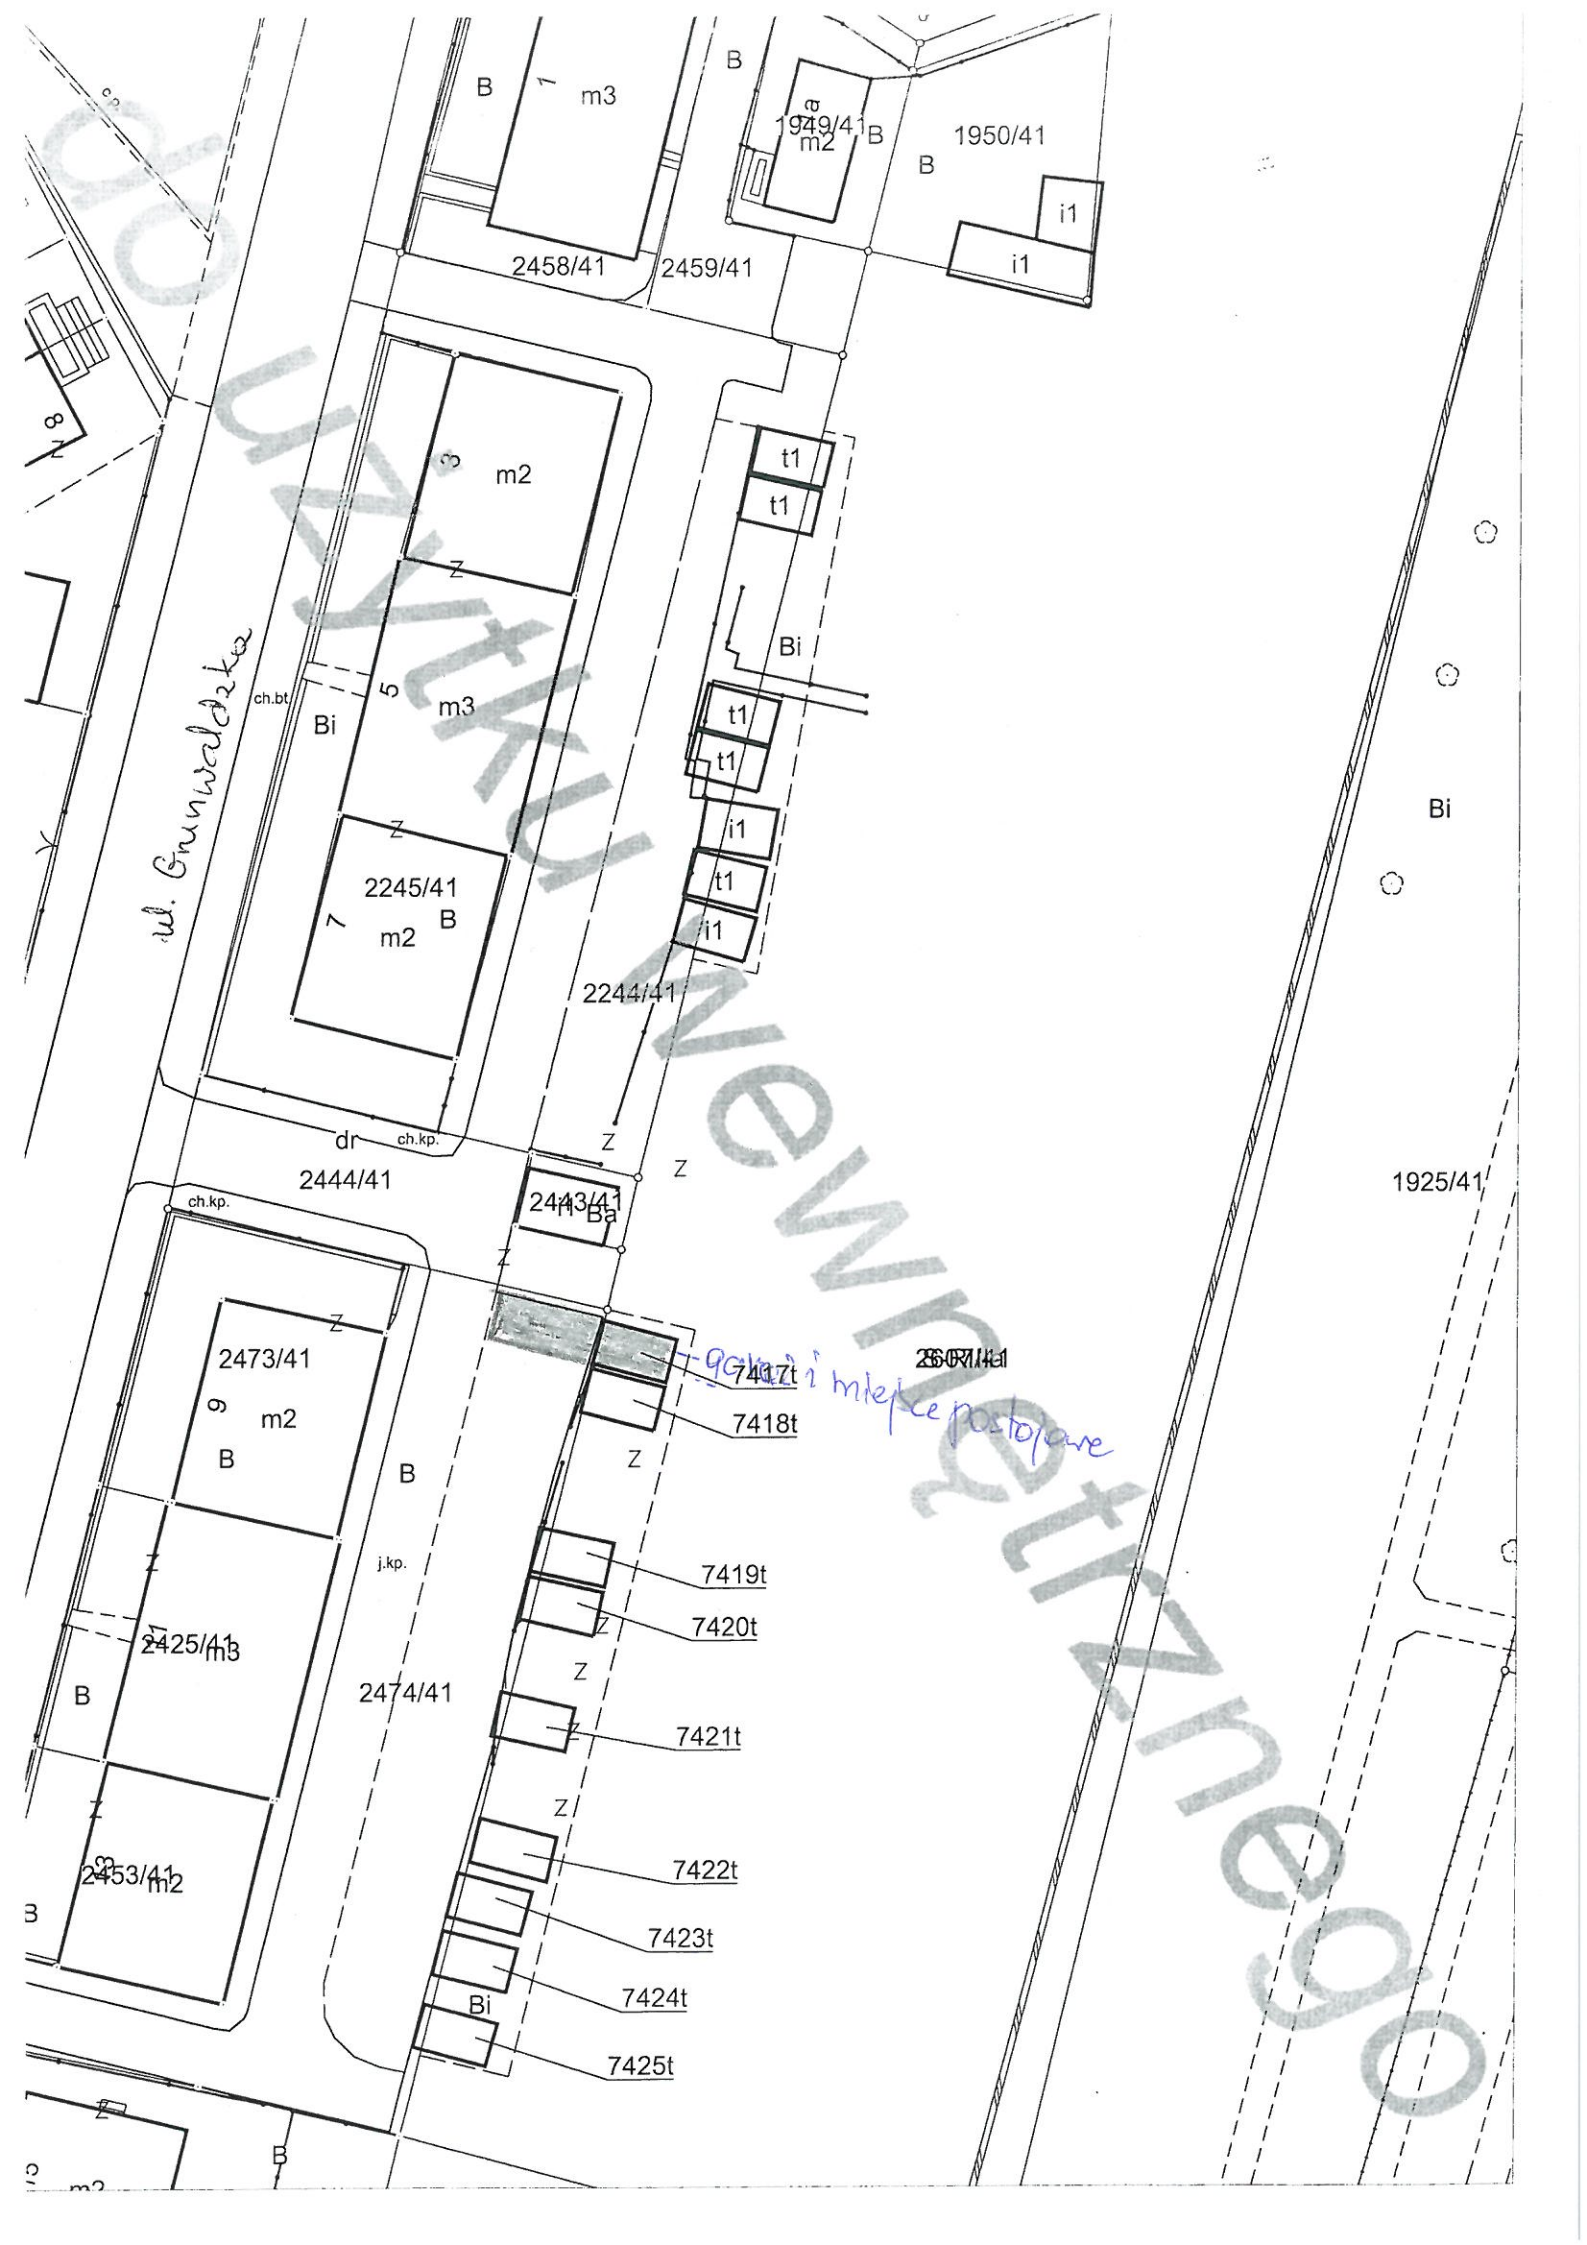 c.p.
B
1
m3
B
1949/41
m2
B
1950/41
B
i1
i1
2458/41
2459/41
8
Z
3
m2
t1
t1
Z
Bi
ul. Grunwaldzka
ch.bt.
5
m3
Bi
t1
t1
i1
Bi
Z
2245/41
7
B
m2
t1
i1
2244/41
dr
ch.kp.
Z
Z
2444/41
ch.kp.
2443/41
i1
Ba
1925/41
Z
Z
2473/41
9
m2
B
B
7417t
garaż i miejsce postojowe
7418t
Z
j.kp.
Z
7419t
7420t
Z
Z
2425/41
m3
B
2474/41
7421t
Z
Z
Z
2453/41
m2
B
7422t
7423t
7424t
Bi
7425t
Z
B
m2
do użytku wewnętrznego